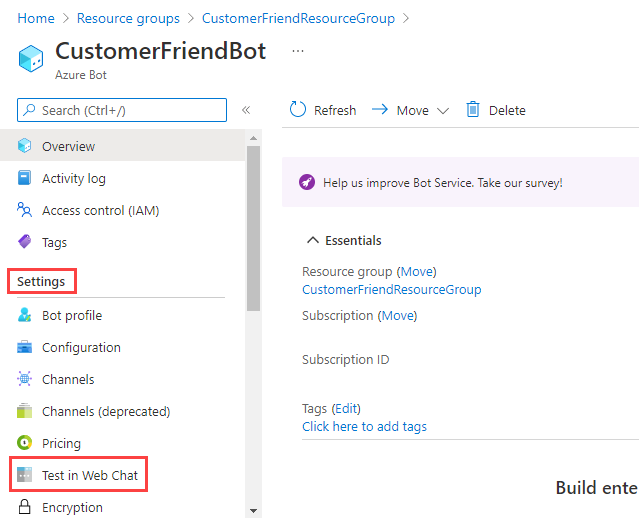 Home > Resource groups > CustomerFriendResourceGroup >
CustomerFriendBot ...
Azure Bot
Search (Ctrl+/) «
Overview
Activity log
Access control (IAM)
Tags
Settings
Bot profile
Configuration
Channels
Channels (deprecated)
Pricing
Test in Web Chat
Encryption
Refresh Move Delete
Help us improve Bot Service. Take our survey!
Essentials
Resource group (Move)
CustomerFriendResourceGroup
Subscription (Move)
Subscription ID
Tags (Edit)
Click here to add tags
Build ente